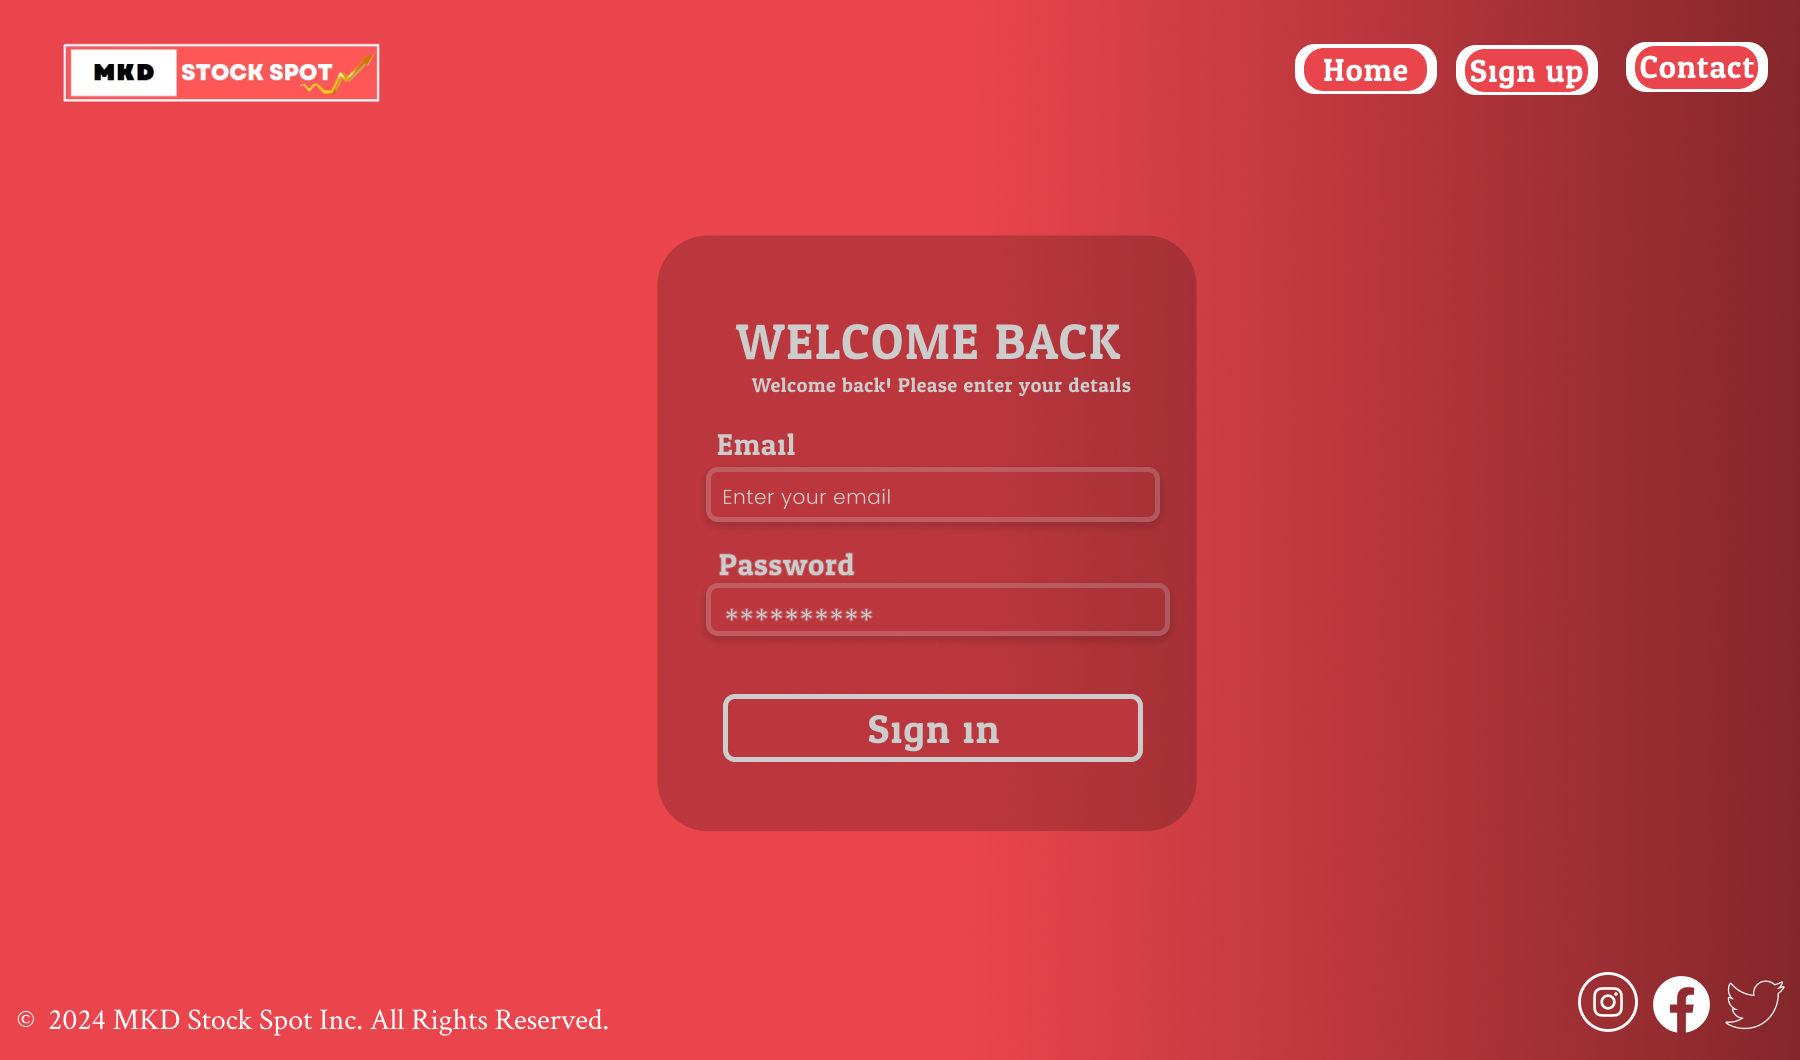 MKD STOCK SPOT
Home
Sign up
Contact
WELCOME BACK
Welcome back! Please enter your details
Email
Enter your email
Password
**********
Sign in
© 2024 MKD Stock Spot Inc. All Rights Reserved.